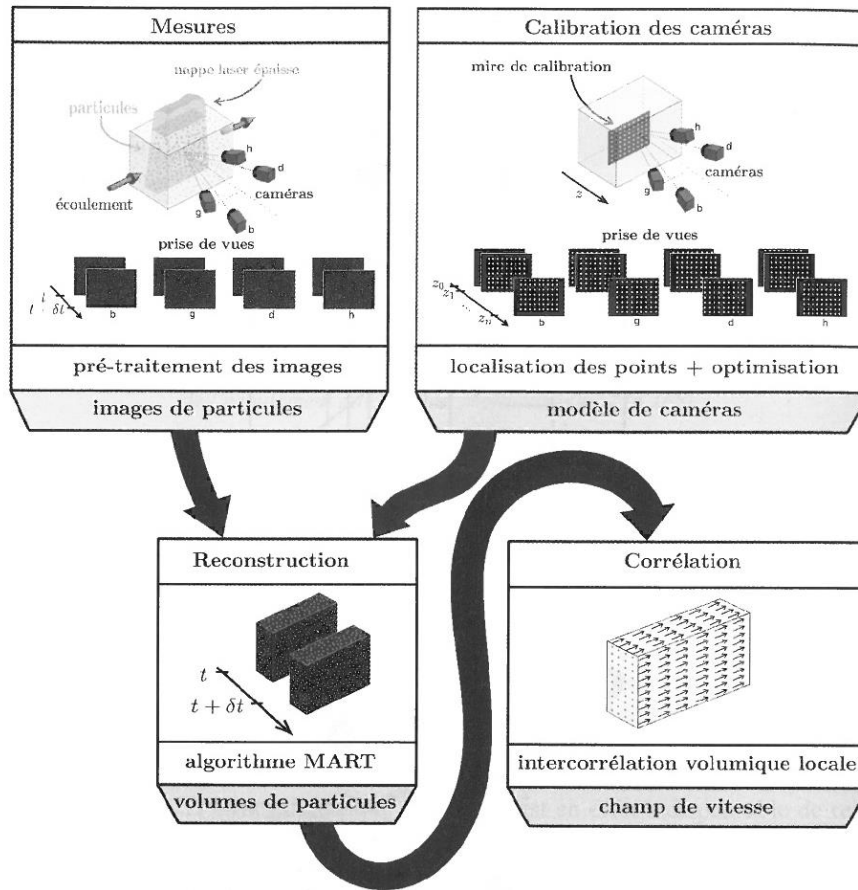 Mesures
nappe laser épaisse
particules
h
d
écoulement
caméras
g
b
prise de vues
t
t + δt
b
g
d
h
pré-traitement des images
images de particules
Calibration des caméras
mire de calibration
h
d
caméras
z
g
b
prise de vues
z₀
z₁
...
zₙ
b
g
d
h
localisation des points + optimisation
modèle de caméras
Reconstruction
t
t + δt
algorithme MART
volumes de particules
Corrélation
intercorrélation volumique locale
champ de vitesse